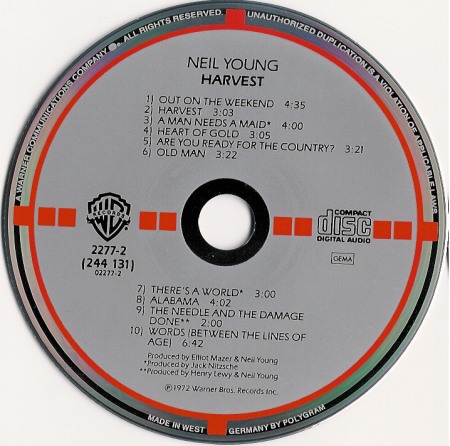 A WARNER COMMUNICATIONS COMPANY ®. ALL RIGHTS RESERVED. UNAUTHORIZED DUPLICATION IS A VIOLATION OF APPLICABLE LAWS.
NEIL YOUNG
HARVEST
1) OUT ON THE WEEKEND 4:35
2) HARVEST 3:03
3) A MAN NEEDS A MAID* 4:00
4) HEART OF GOLD 3:05
5) ARE YOU READY FOR THE COUNTRY? 3:21
6) OLD MAN 3:22
WB
RECORDS
2277-2
(244 131)
02277-2
COMPACT
disc
DIGITAL AUDIO
GEMA
7) THERE'S A WORLD* 3:00
8) ALABAMA 4:02
9) THE NEEDLE AND THE DAMAGE
DONE** 2:00
10) WORDS (BETWEEN THE LINES OF
AGE) 6:42
Produced by Elliot Mazer & Neil Young
*Produced by Jack Nitzsche
**Produced by Henry Lewy & Neil Young
℗1972 Warner Bros. Records Inc.
MADE IN WEST GERMANY BY POLYGRAM